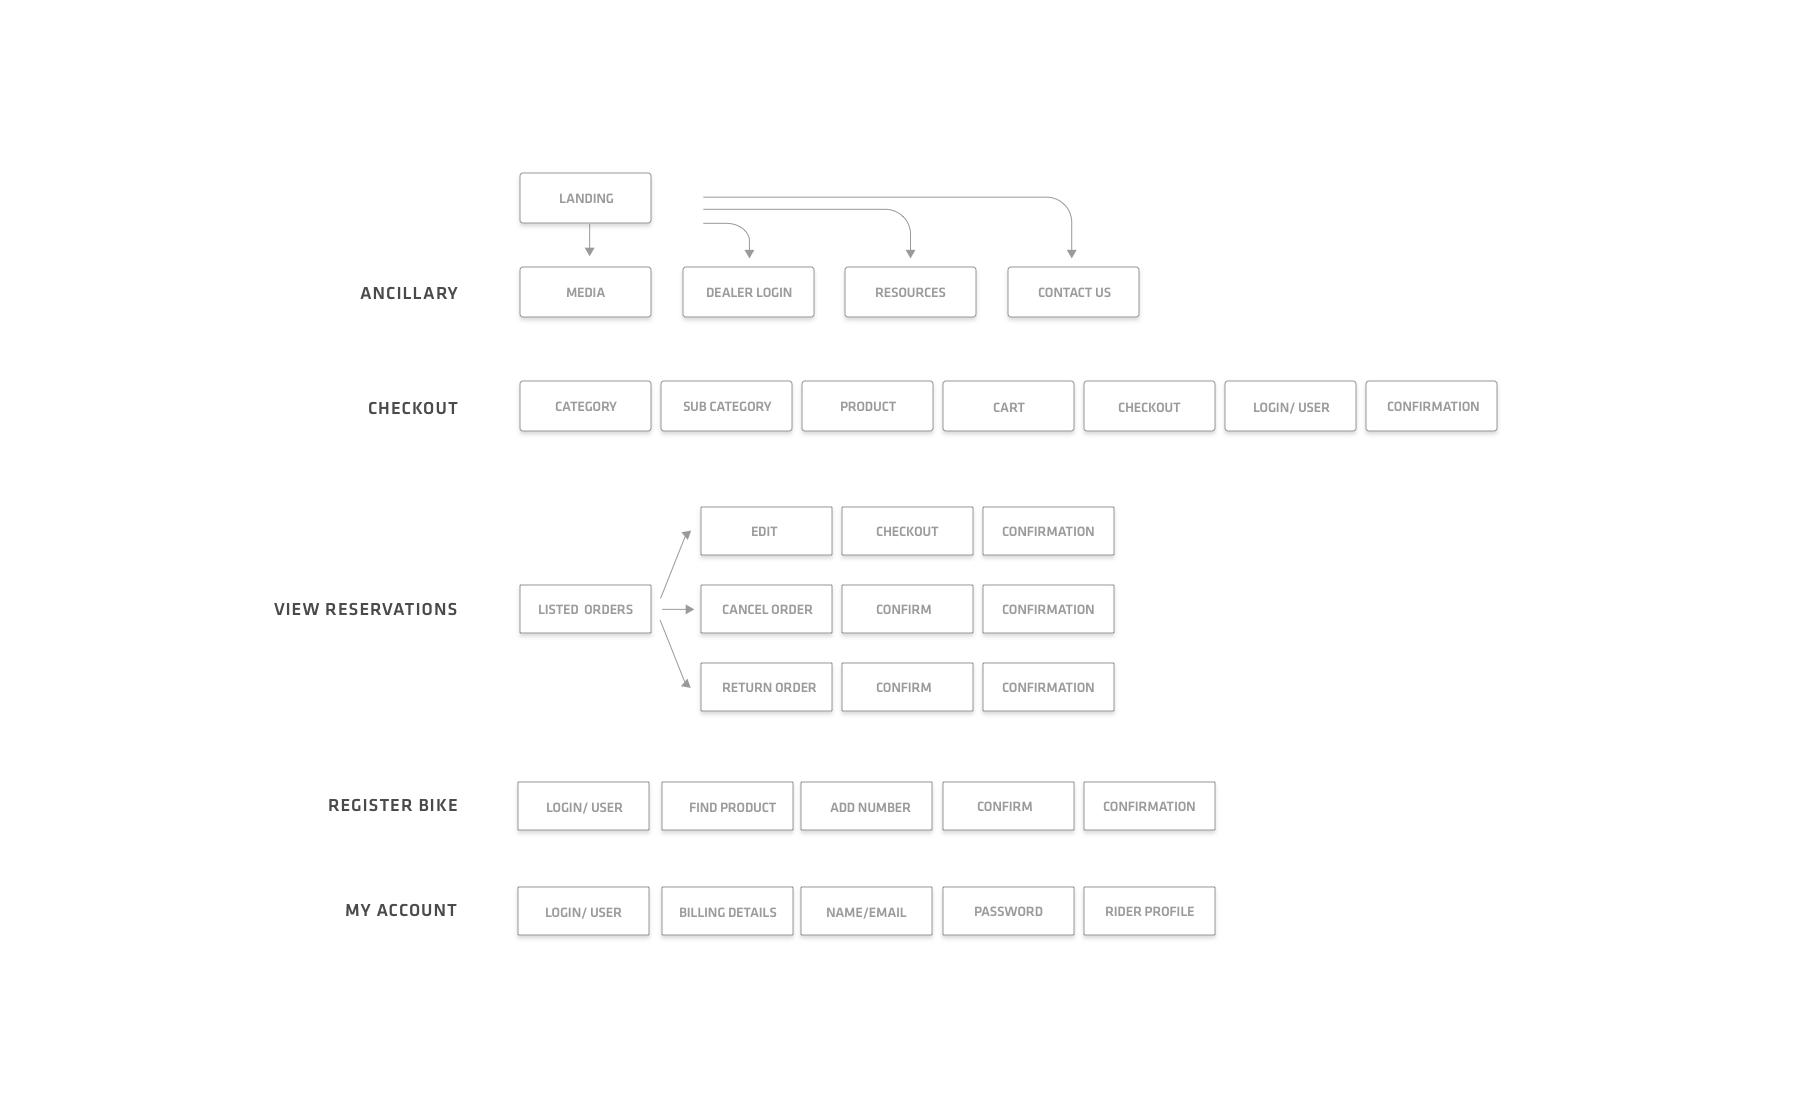 LANDING
ANCILLARY
MEDIA
DEALER LOGIN
RESOURCES
CONTACT US
CHECKOUT
CATEGORY
SUB CATEGORY
PRODUCT
CART
CHECKOUT
LOGIN/ USER
CONFIRMATION
VIEW RESERVATIONS
LISTED ORDERS
EDIT
CHECKOUT
CONFIRMATION
CANCEL ORDER
CONFIRM
CONFIRMATION
RETURN ORDER
CONFIRM
CONFIRMATION
REGISTER BIKE
LOGIN/ USER
FIND PRODUCT
ADD NUMBER
CONFIRM
CONFIRMATION
MY ACCOUNT
LOGIN/ USER
BILLING DETAILS
NAME/EMAIL
PASSWORD
RIDER PROFILE